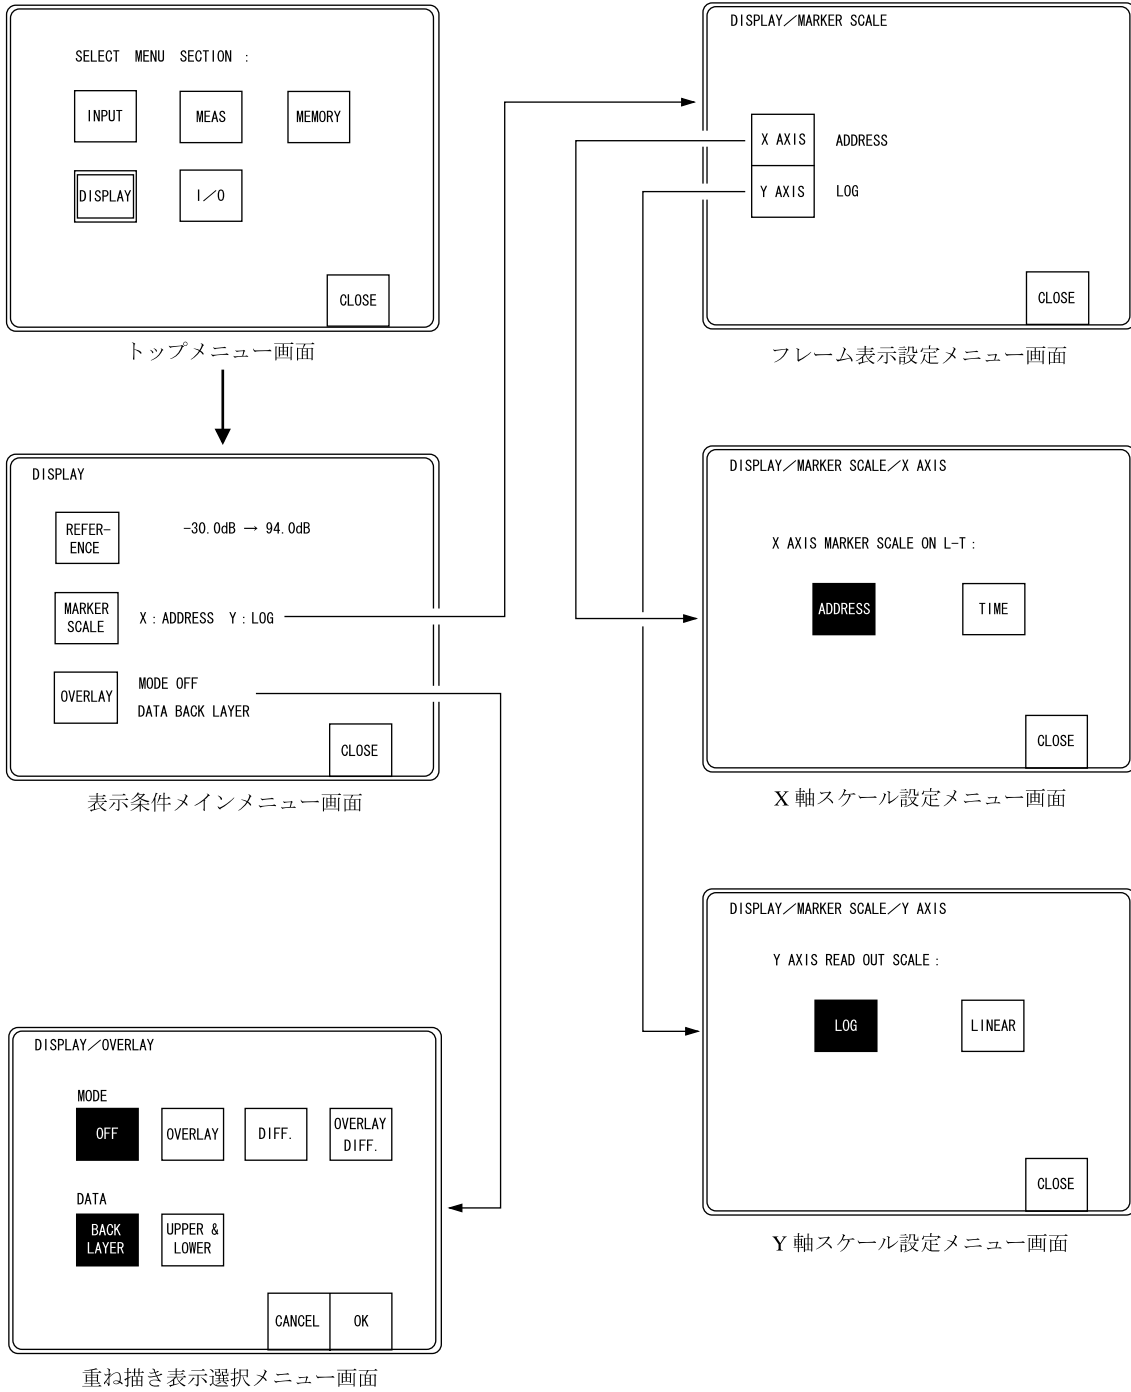 SELECT MENU SECTION :
INPUT
MEAS
MEMORY
DISPLAY
I／O
CLOSE
トップメニュー画面
DISPLAY
REFER-
ENCE
-30.0dB → 94.0dB
MARKER
SCALE
X : ADDRESS Y : LOG
OVERLAY
MODE OFF
DATA BACK LAYER
CLOSE
表示条件メインメニュー画面
DISPLAY／OVERLAY
MODE
OFF
OVERLAY
DIFF.
OVERLAY
DIFF.
DATA
BACK
LAYER
UPPER &
LOWER
CANCEL
OK
重ね描き表示選択メニュー画面
DISPLAY／MARKER SCALE
X AXIS
ADDRESS
Y AXIS
LOG
CLOSE
フレーム表示設定メニュー画面
DISPLAY／MARKER SCALE／X AXIS
X AXIS MARKER SCALE ON L-T :
ADDRESS
TIME
CLOSE
X 軸スケール設定メニュー画面
DISPLAY／MARKER SCALE／Y AXIS
Y AXIS READ OUT SCALE :
LOG
LINEAR
CLOSE
Y 軸スケール設定メニュー画面